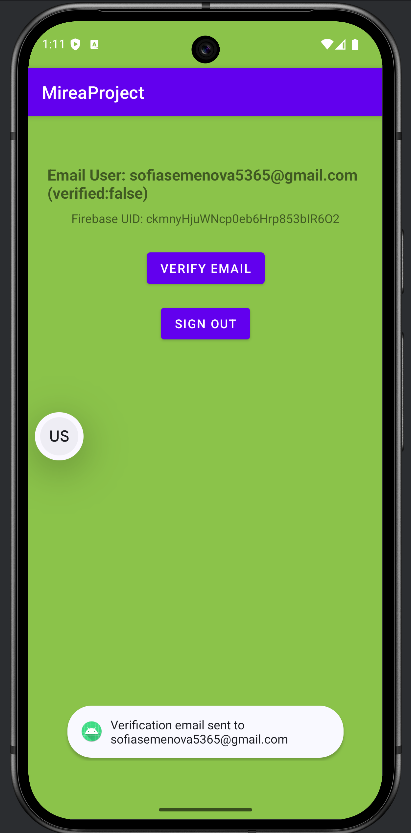 1:11
A
MireaProject
Email User: sofiasemenova5365@gmail.com
(verified:false)
Firebase UID: ckmnyHjuWNcp0eb6Hrp853bIR6O2
VERIFY EMAIL
SIGN OUT
US
Verification email sent to
sofiasemenova5365@gmail.com